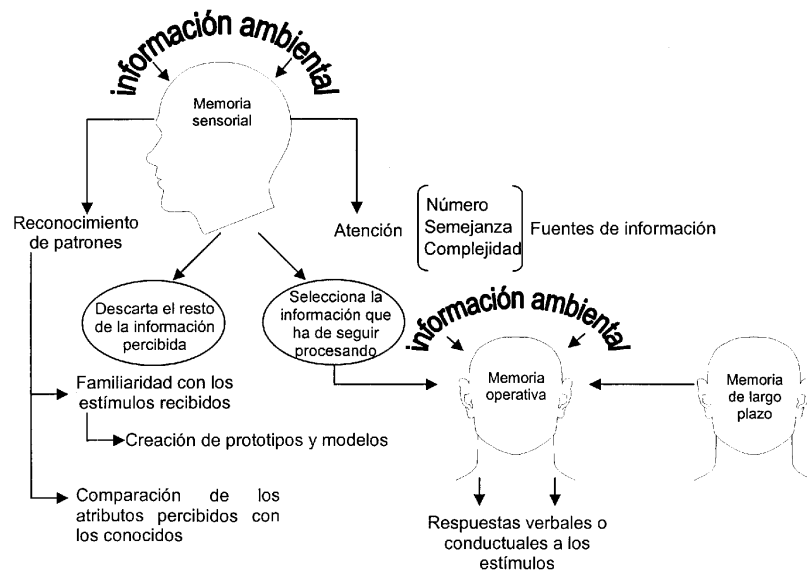 información ambiental
Memoria
sensorial
Reconocimiento
de patrones
Atención
Número
Semejanza
Complejidad
Fuentes de información
Descarta el resto
de la información
percibida
Selecciona la
información que
ha de seguir
procesando
información ambiental
Memoria
operativa
Memoria
de largo
plazo
Familiaridad con los
estímulos recibidos
Creación de prototipos y modelos
Comparación de los
atributos percibidos con
los conocidos
Respuestas verbales o
conductuales a los
estímulos